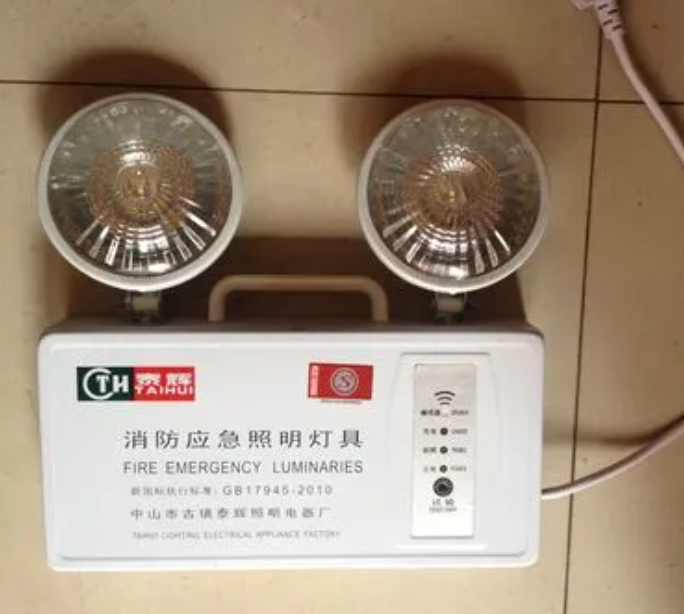 TH 泰辉
TAIHUI
消防应急照明灯具
FIRE EMERGENCY LUMINARIES
新国标执行标准: GB17945-2010
中山市古镇泰辉照明电器厂
TAIHUI LIGHTING ELECTRICAL APPLIANCE FACTORY
试验